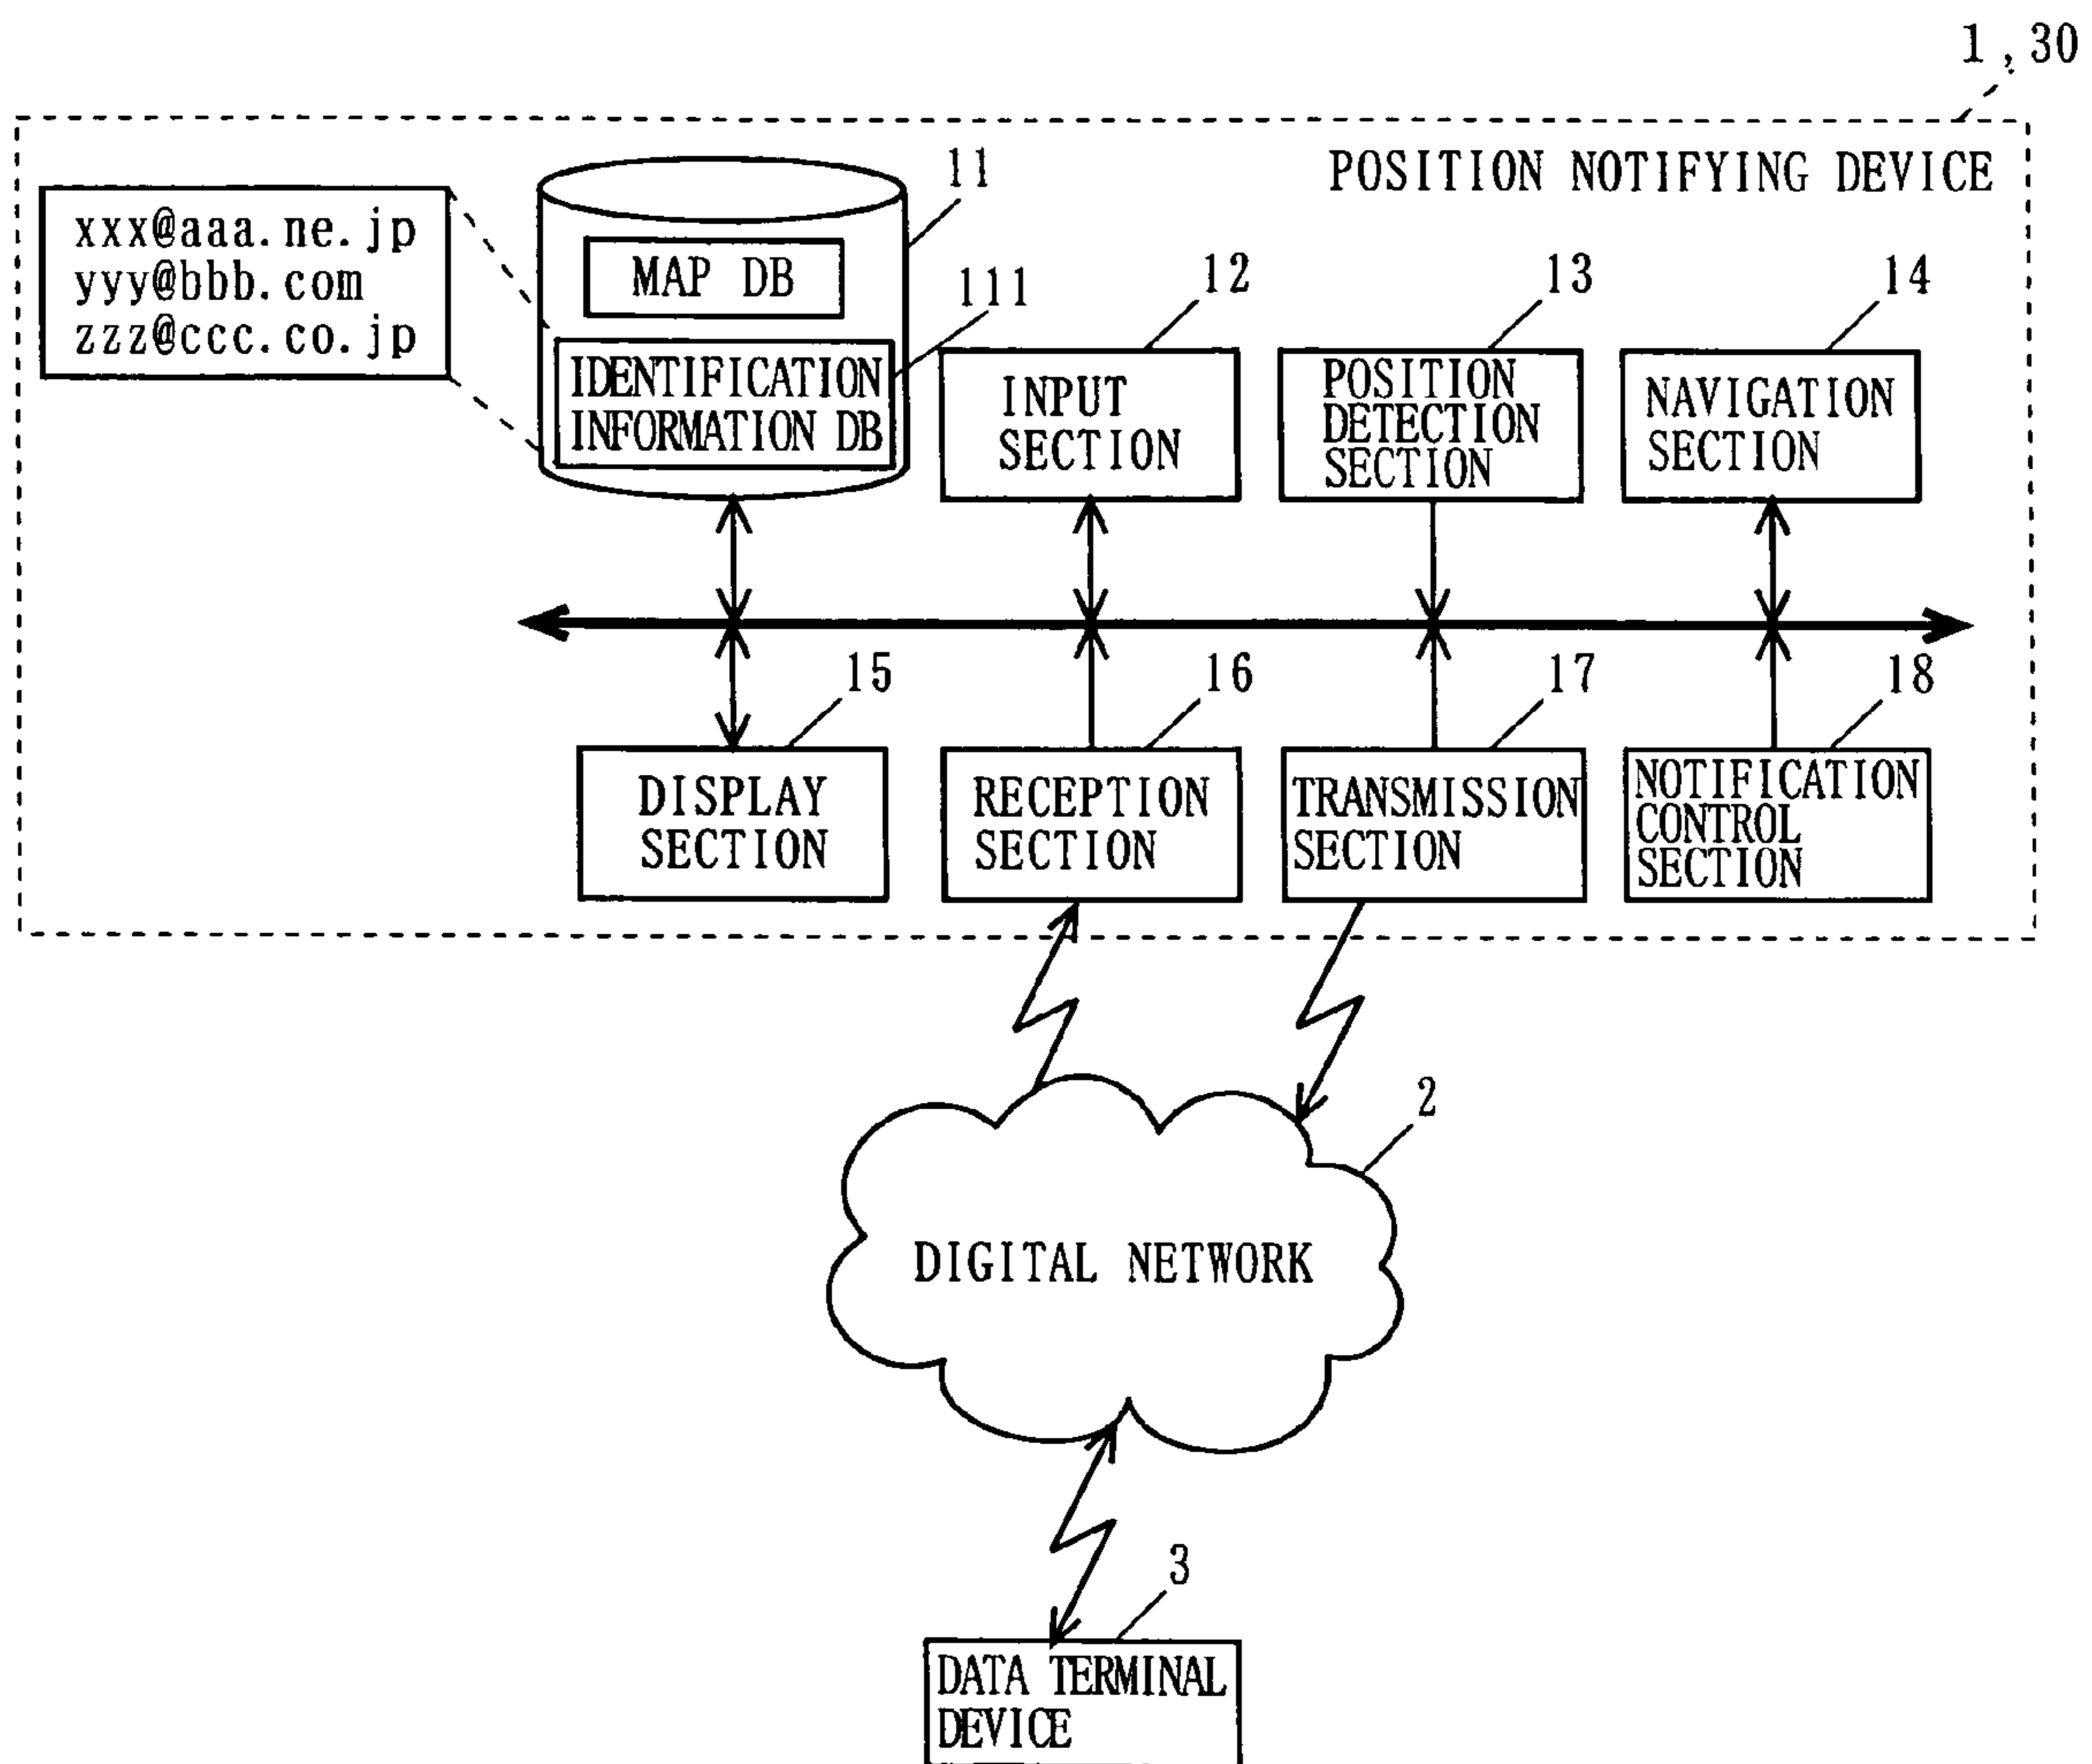 1 , 30
POSITION NOTIFYING DEVICE
xxx@aaa.ne.jp
yyy@bbb.com
zzz@ccc.co.jp
11
MAP DB
111
IDENTIFICATION
INFORMATION DB
12
INPUT
SECTION
13
POSITION
DETECTION
SECTION
14
NAVIGATION
SECTION
15
DISPLAY
SECTION
16
RECEPTION
SECTION
17
TRANSMISSION
SECTION
18
NOTIFICATION
CONTROL
SECTION
2
DIGITAL NETWORK
3
DATA TERMINAL
DEVICE